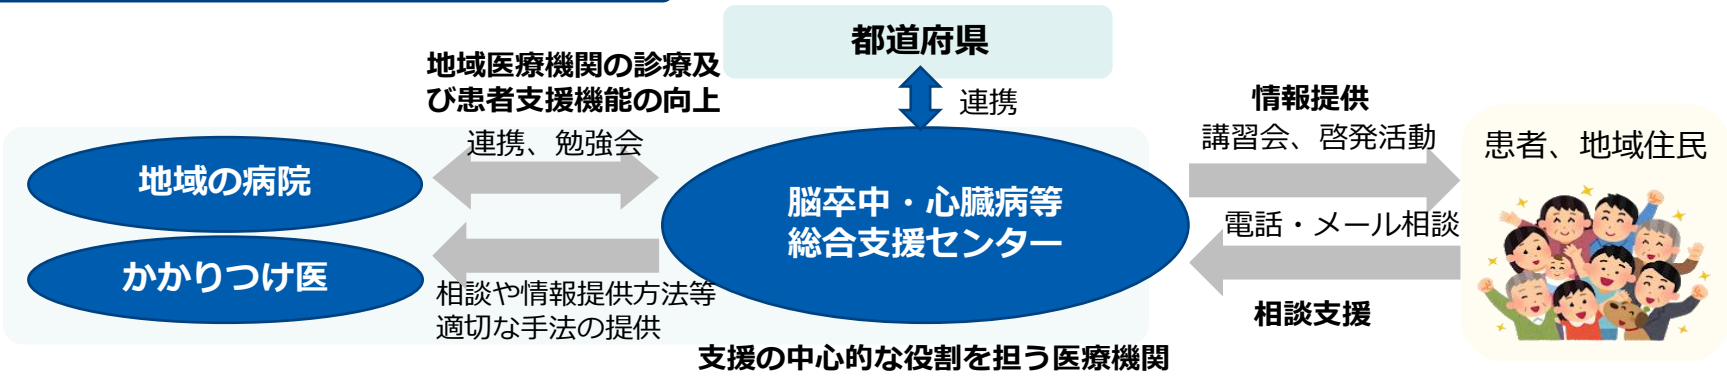 都道府県
連携
地域医療機関の診療及
び患者支援機能の向上
連携、勉強会
地域の病院
かかりつけ医
相談や情報提供方法等
適切な手法の提供
脳卒中・心臓病等
総合支援センター
支援の中心的な役割を担う医療機関
情報提供
講習会、啓発活動
電話・メール相談
相談支援
患者、地域住民